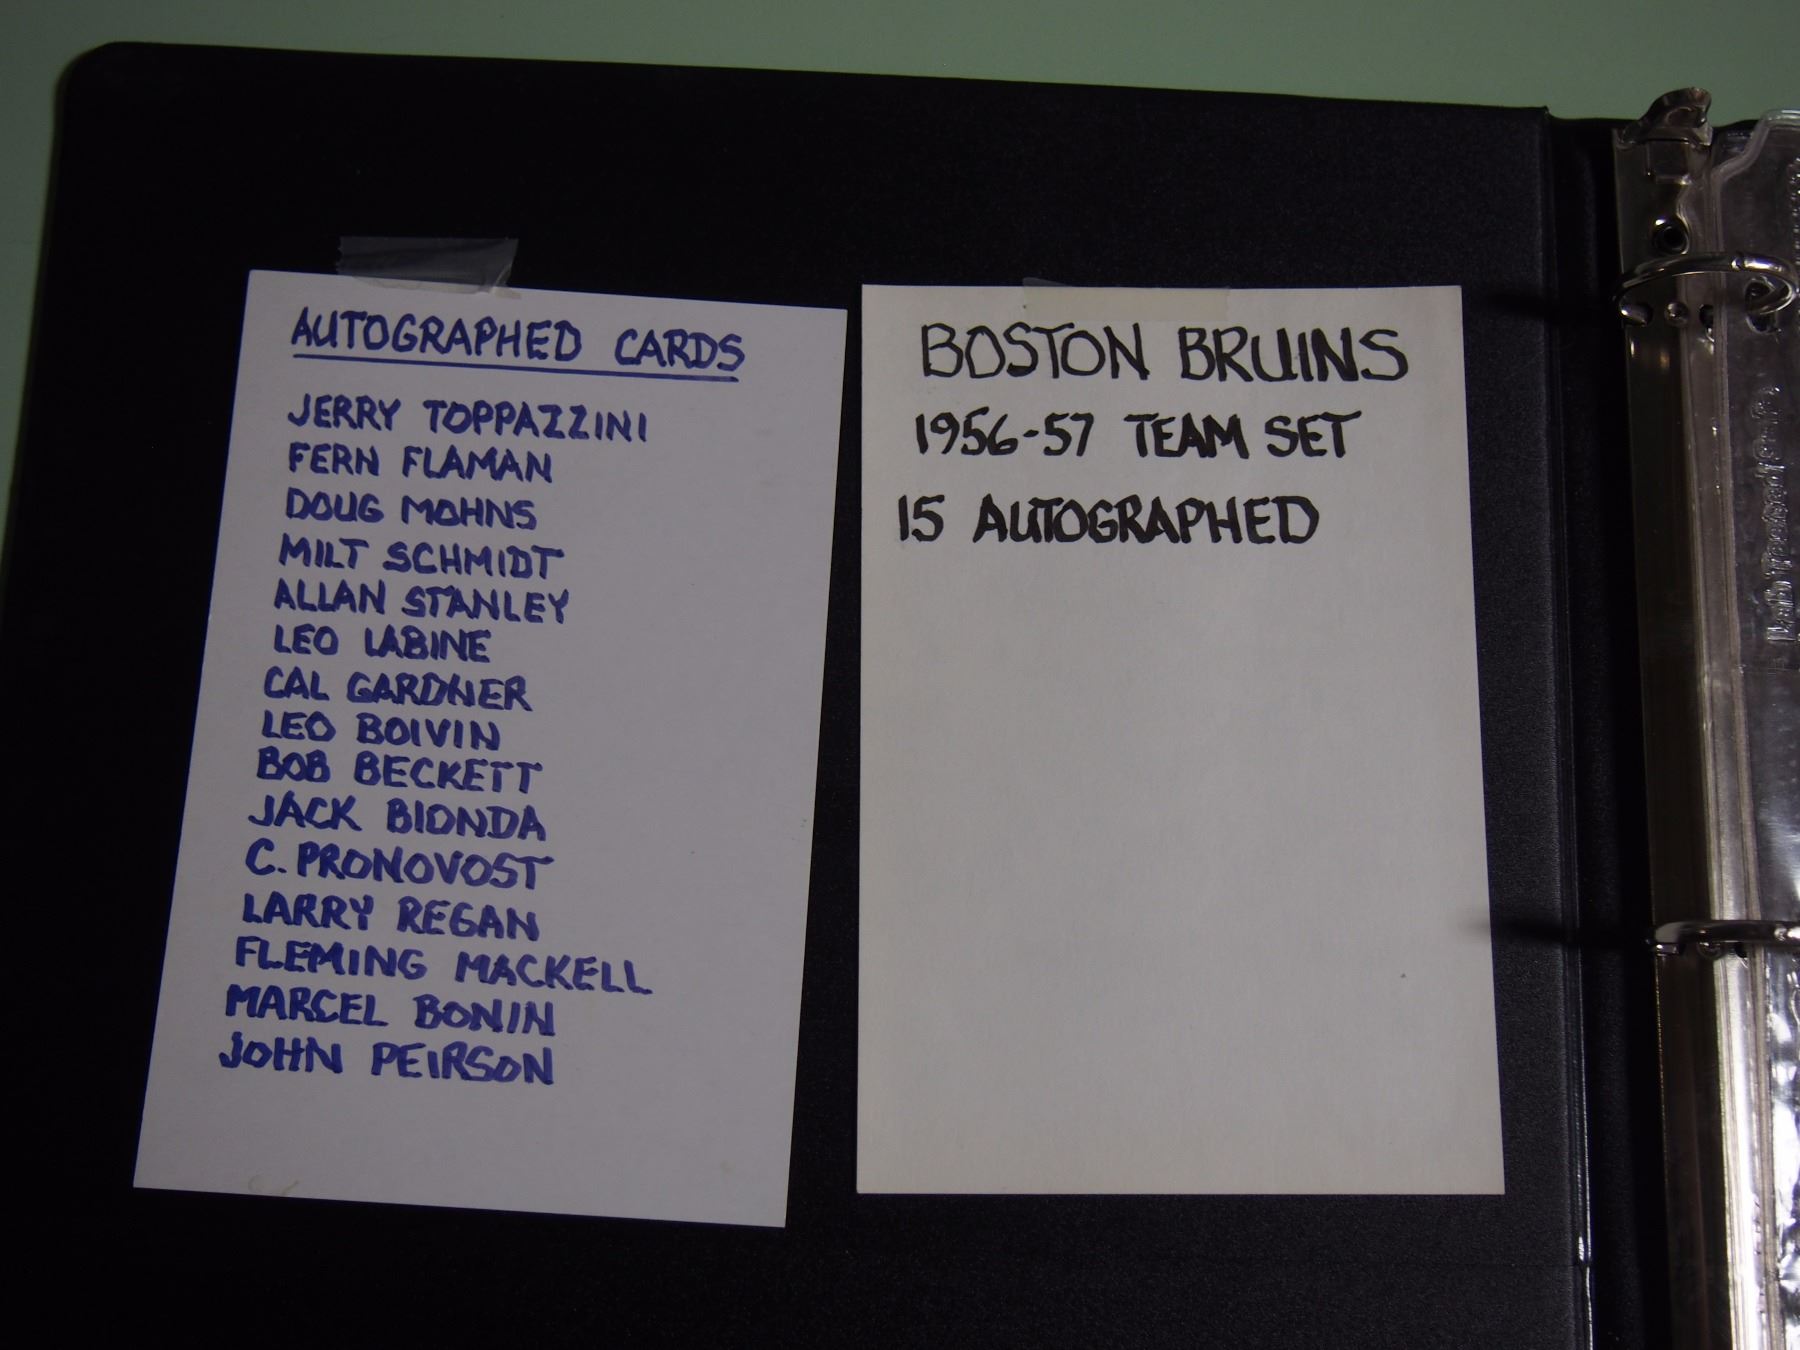 AUTOGRAPHED CARDS
JERRY TOPPAZZINI
FERN FLAMAN
DOUG MOHNS
MILT SCHMIDT
ALLAN STANLEY
LEO LABINE
CAL GARDNER
LEO BOIVIN
BOB BECKETT
JACK BIONDA
C. PRONOVOST
LARRY REGAN
FLEMING MACKELL
MARCEL BONIN
JOHN PEIRSON
BOSTON BRUINS
1956-57 TEAM SET
15 AUTOGRAPHED